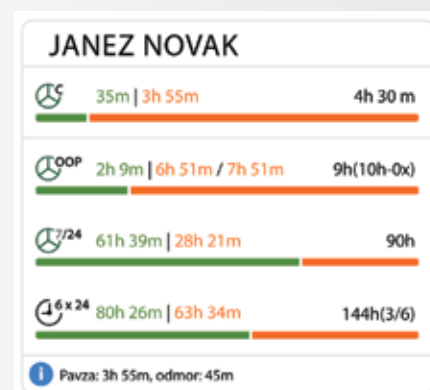 JANEZ NOVAK
C 35m | 3h 55m 4h 30 m
OOP 2h 9m | 6h 51m / 7h 51m 9h(10h-0x)
7/24 61h 39m | 28h 21m 90h
6 x 24 80h 26m | 63h 34m 144h(3/6)
i Pavza: 3h 55m, odmor: 45m